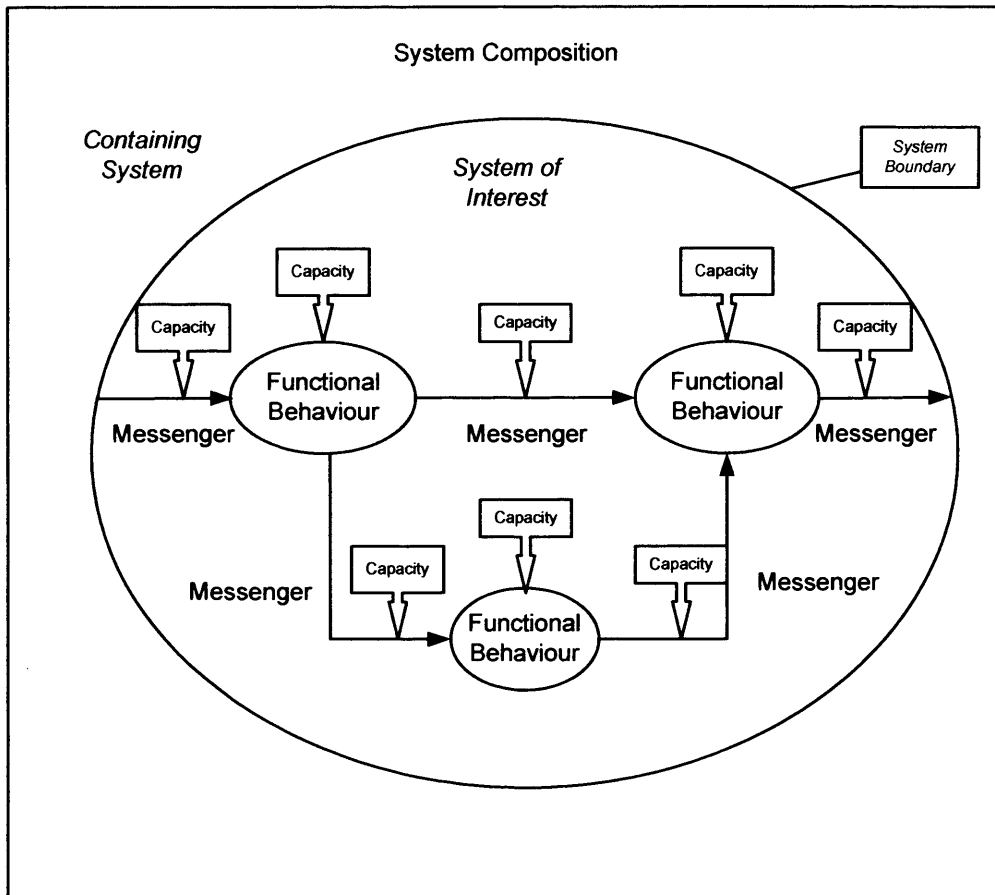 System Composition
Containing
System
System of
Interest
System
Boundary
Capacity
Capacity
Capacity
Capacity
Capacity
Functional
Behaviour
Functional
Behaviour
Messenger
Messenger
Messenger
Capacity
Capacity
Capacity
Messenger
Messenger
Functional
Behaviour